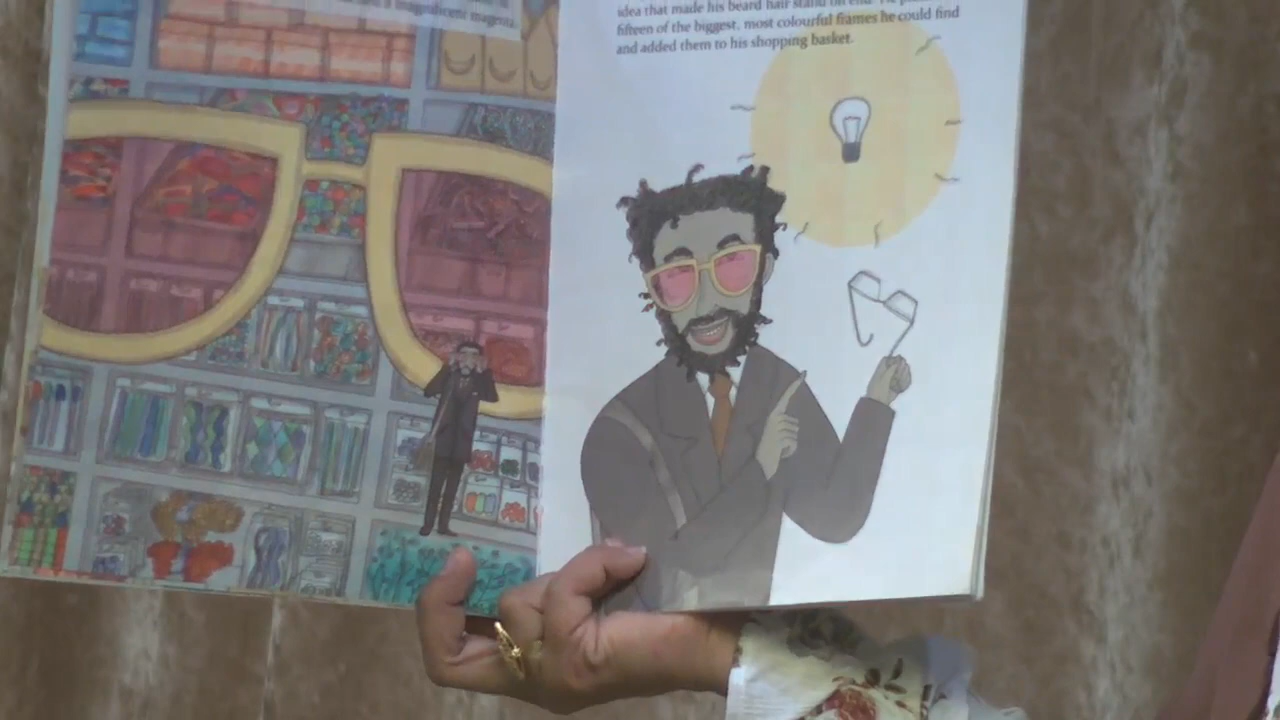 a magnificent magenta
idea that made his beard hair stand on end. He
fifteen of the biggest, most colourful frames he could find
and added them to his shopping basket.